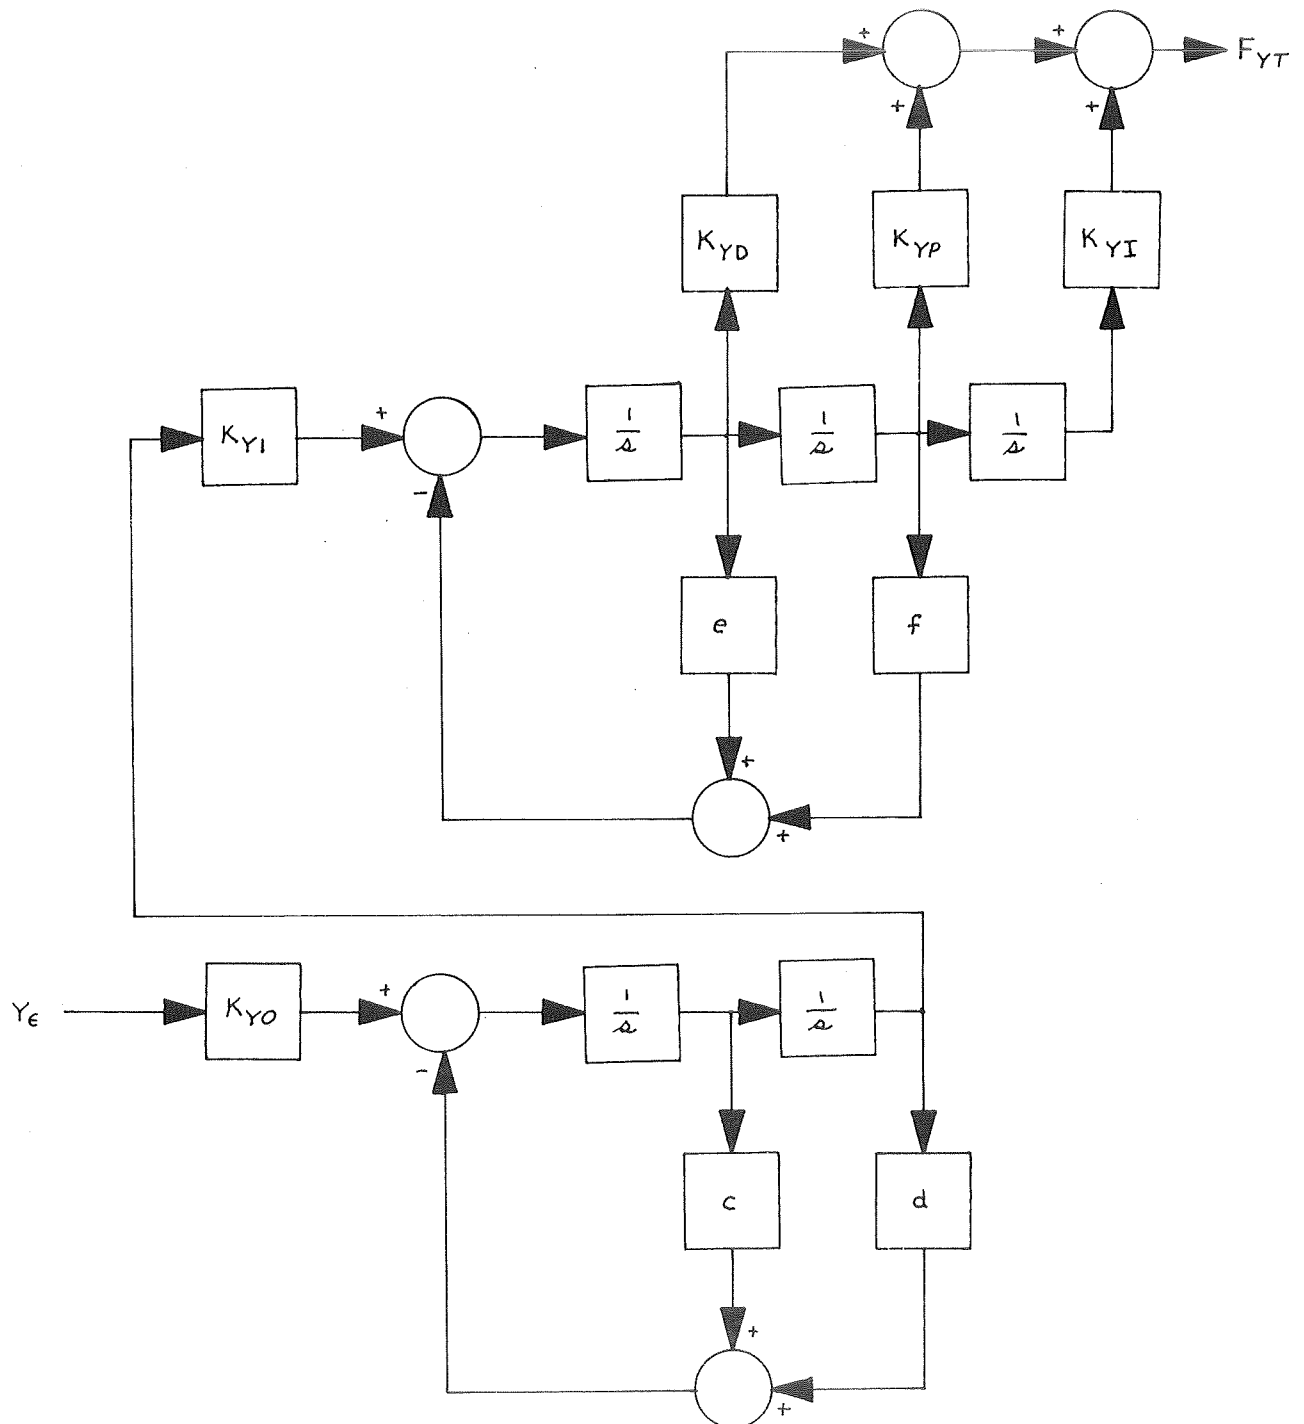 + + F_YT
+ +
K_YD K_YP K_YI
K_Y1 + 1/s 1/s 1/s
-
e f
+
+
Y_ε K_YO + 1/s 1/s
-
c d
+
+